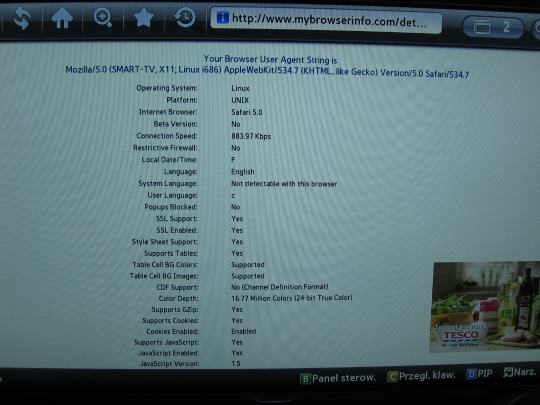 http://www.mybrowserinfo.com/det...
2
Your Browser User Agent String is
Mozilla/5.0 (SMART-TV; X11; Linux i686) AppleWebKit/534.7 (KHTML, like Gecko) Version/5.0 Safari/534.7
Operating System: Linux
Platform: UNIX
Internet Browser: Safari 5.0
Beta Version: No
Connection Speed: 883.97 Kbps
Restrictive Firewall: No
Local Date/Time: F
Language: English
System Language: Not detectable with this browser
User Language: c
Popups Blocked: No
SSL Support: Yes
SSL Enabled: Yes
Style Sheet Support: Yes
Supports Tables: Yes
Table Cell BG Colors: Supported
Table Cell BG Images: Supported
CDF Support: No (Channel Definition Format)
Color Depth: 16.77 Million Colors (24-bit True Color)
Supports GZip: Yes
Supports Cookies: Yes
Cookies Enabled: Enabled
Supports JavaScript: Yes
JavaScript Enabled: Yes
JavaScript Version: 1.5
Sponsor programu
TESCO
B Panel sterow. C Przegl. klaw. D PIP Narz.